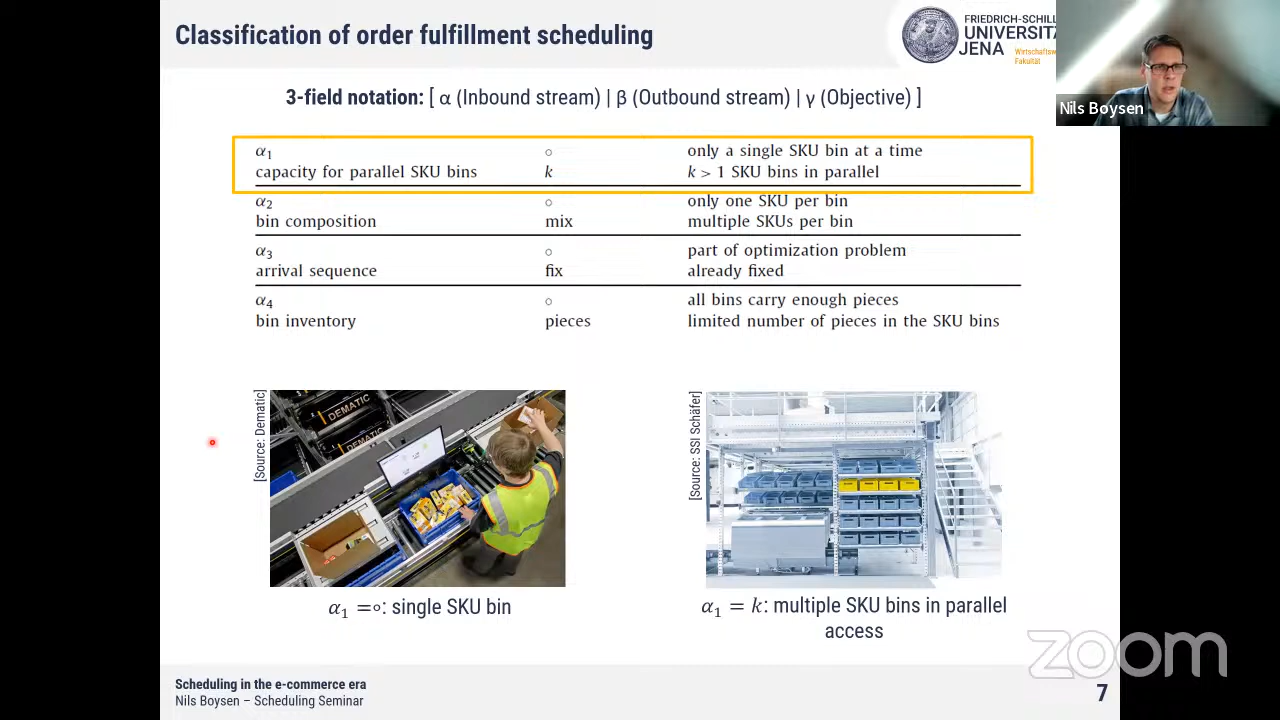 Classification of order fulfillment scheduling
FRIEDRICH-SCHILL
UNIVERSITÄ
JENA
Wirtschaftsw
Fakultät
Nils Boysen
3-field notation: [ α (Inbound stream) | β (Outbound stream) | γ (Objective) ]
α₁ ∘ only a single SKU bin at a time
capacity for parallel SKU bins k k > 1 SKU bins in parallel
α₂ ∘ only one SKU per bin
bin composition mix multiple SKUs per bin
α₃ ∘ part of optimization problem
arrival sequence fix already fixed
α₄ ∘ all bins carry enough pieces
bin inventory pieces limited number of pieces in the SKU bins
[Source: Dematic]
DEMATIC
DEMATIC
[Source: SSI Schäfer]
α₁ =∘: single SKU bin
α₁ = k: multiple SKU bins in parallel
access
zoom
Scheduling in the e-commerce era
Nils Boysen – Scheduling Seminar
7